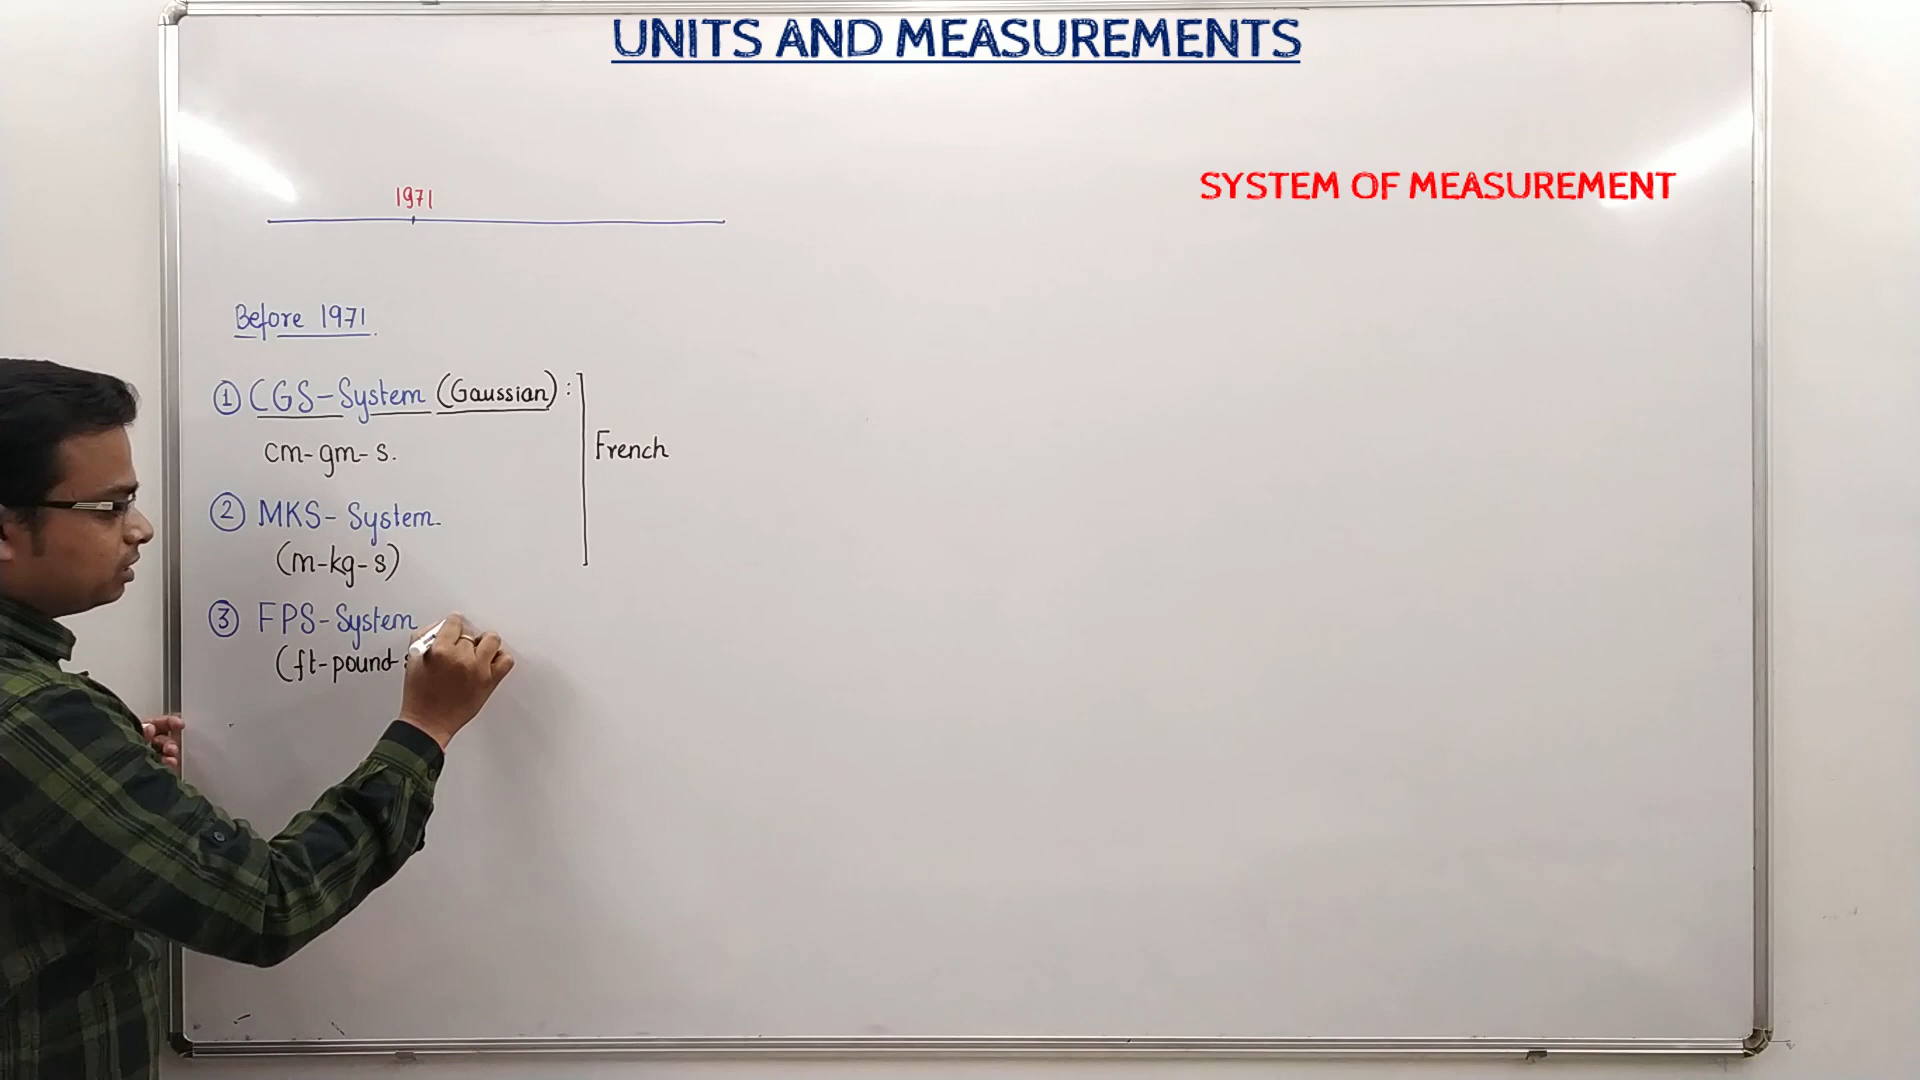 UNITS AND MEASUREMENTS
SYSTEM OF MEASUREMENT
1971
Before 1971.
① CGS-System (Gaussian) :
cm-gm-s.
French
② MKS-System.
(m-kg-s)
③ FPS-System
(ft-pound-